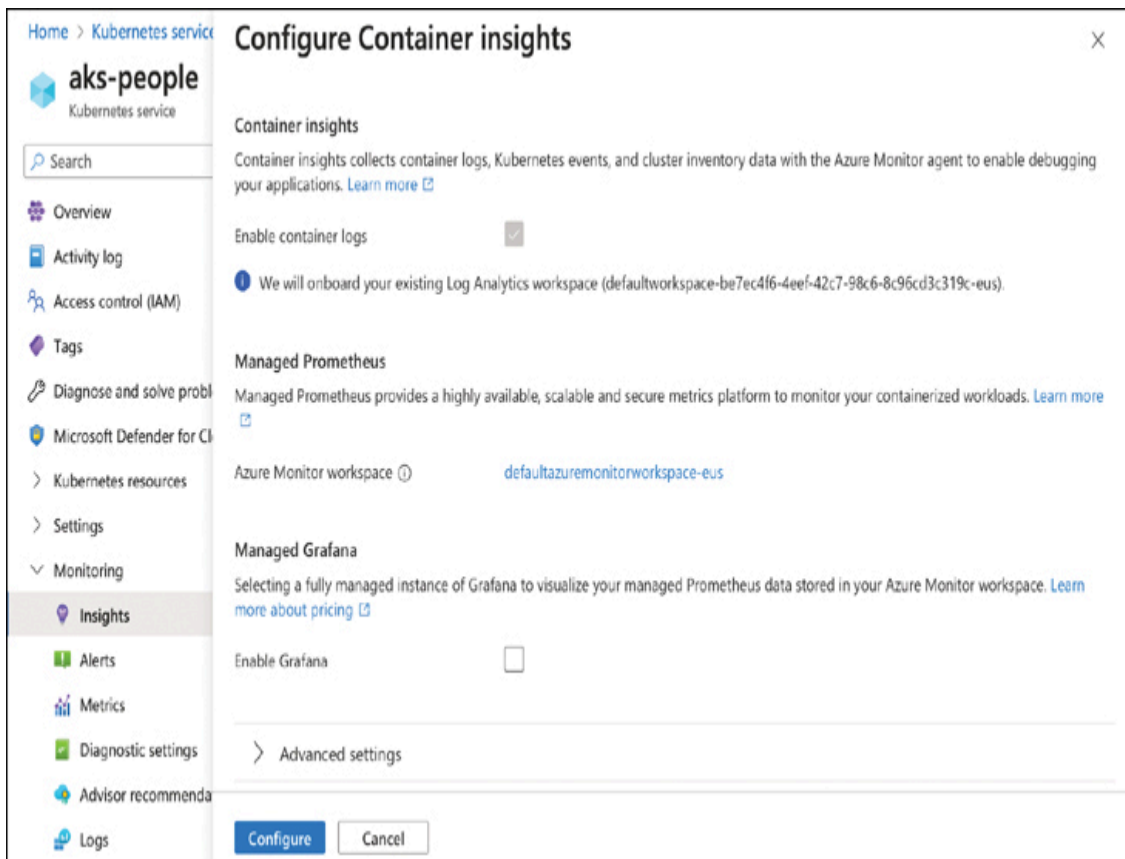 Home > Kubernetes service
aks-people
Kubernetes service
Search
Overview
Activity log
Access control (IAM)
Tags
Diagnose and solve probl
Microsoft Defender for Cl
Kubernetes resources
Settings
Monitoring
Insights
Alerts
Metrics
Diagnostic settings
Advisor recommenda
Logs
Configure Container insights
Container insights
Container insights collects container logs, Kubernetes events, and cluster inventory data with the Azure Monitor agent to enable debugging
your applications. Learn more
Enable container logs
We will onboard your existing Log Analytics workspace (defaultworkspace-be7ec4f6-4eef-42c7-98c6-8c96cd3c319c-eus).
Managed Prometheus
Managed Prometheus provides a highly available, scalable and secure metrics platform to monitor your containerized workloads. Learn more
Azure Monitor workspace defaultazuremonitorworkspace-eus
Managed Grafana
Selecting a fully managed instance of Grafana to visualize your managed Prometheus data stored in your Azure Monitor workspace. Learn
more about pricing
Enable Grafana
Advanced settings
Configure Cancel